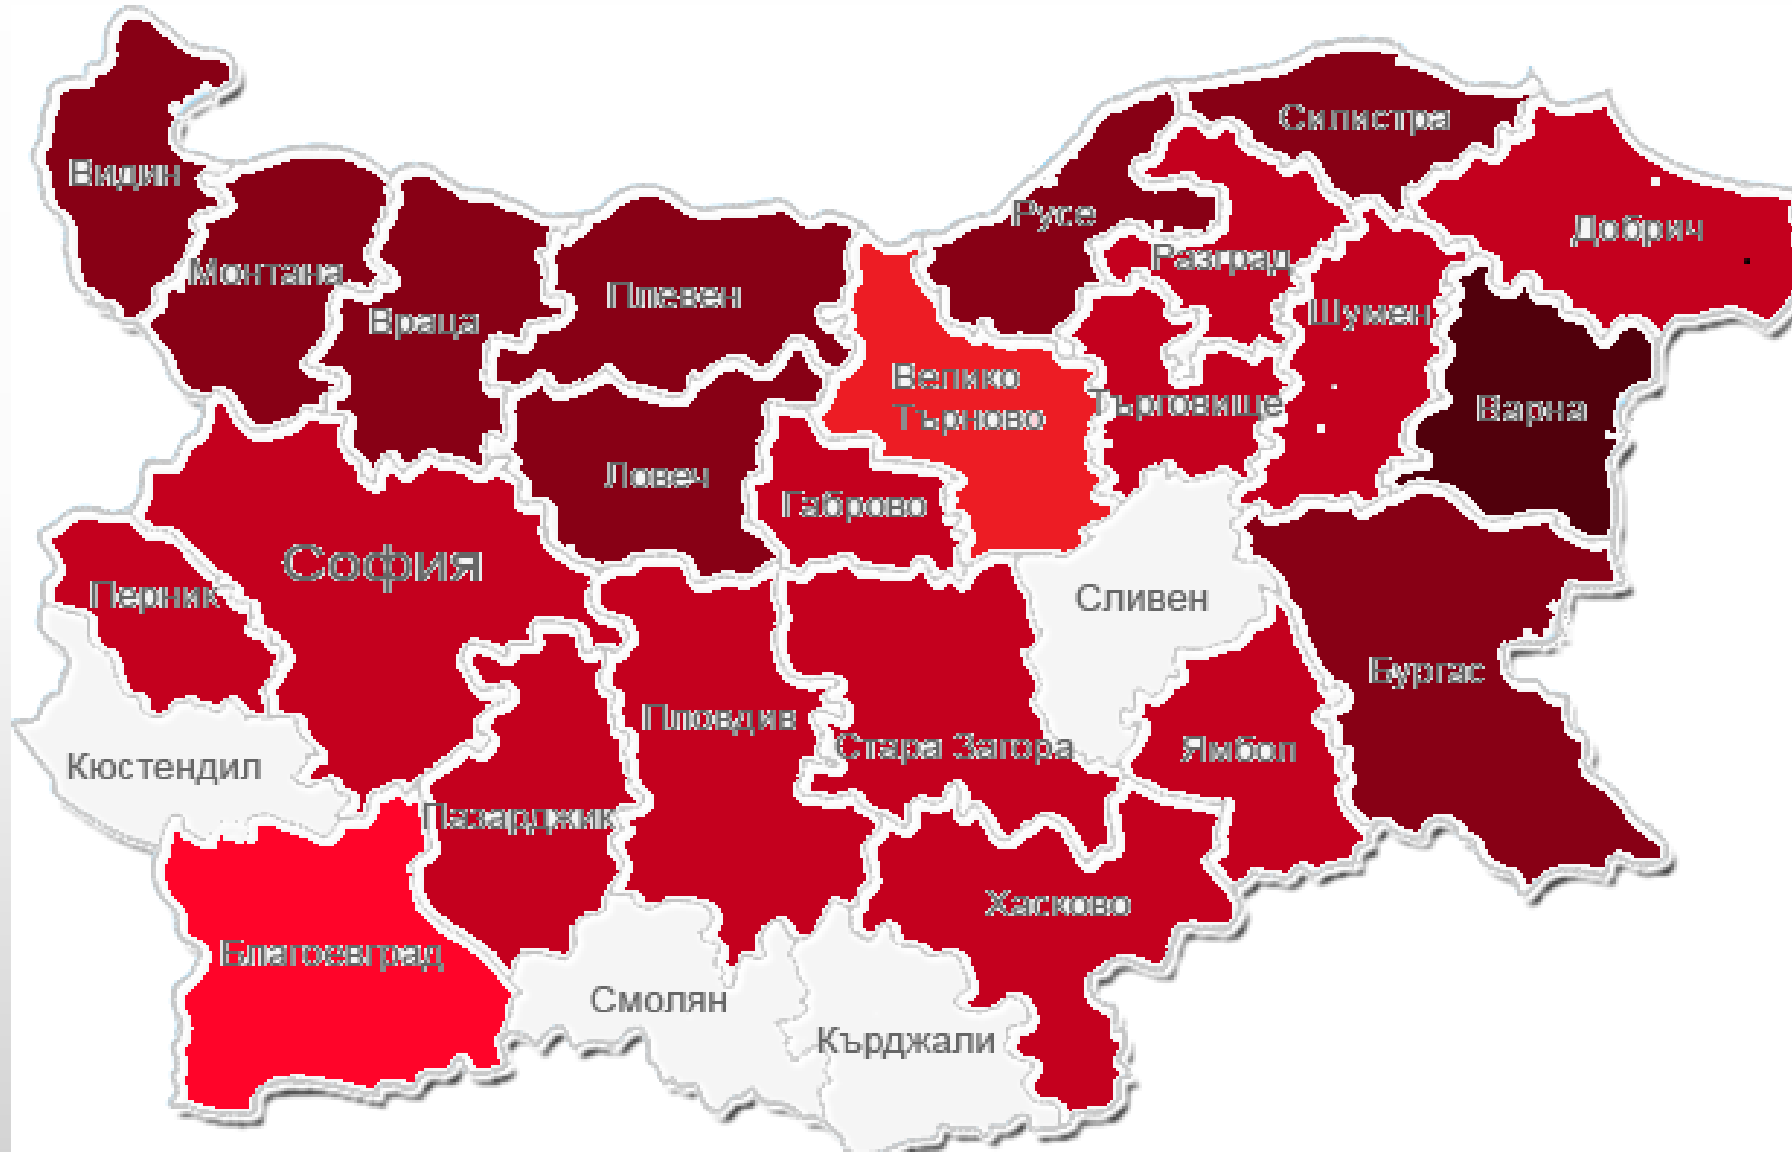 Силистра
Видин
Русе
Добрич
Разград
Монтана
Плевен
Враца
Шумен
Велико
Търново
Търговище
Варна
Ловеч
Габрово
София
Перник
Сливен
Бургас
Пловдив
Стара Загора
Ямбол
Кюстендил
Пазарджик
Хасково
Благоевград
Смолян
Кърджали